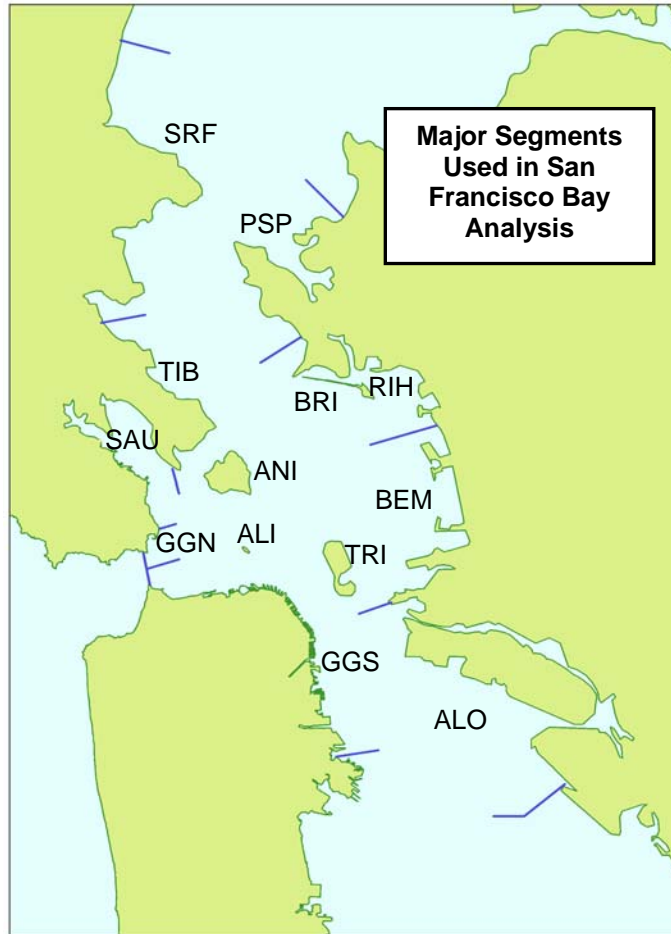 SRF
Major Segments
Used in San
Francisco Bay
Analysis
PSP
TIB
RIH
BRI
SAU
ANI
BEM
ALI
GGN
TRI
GGS
ALO